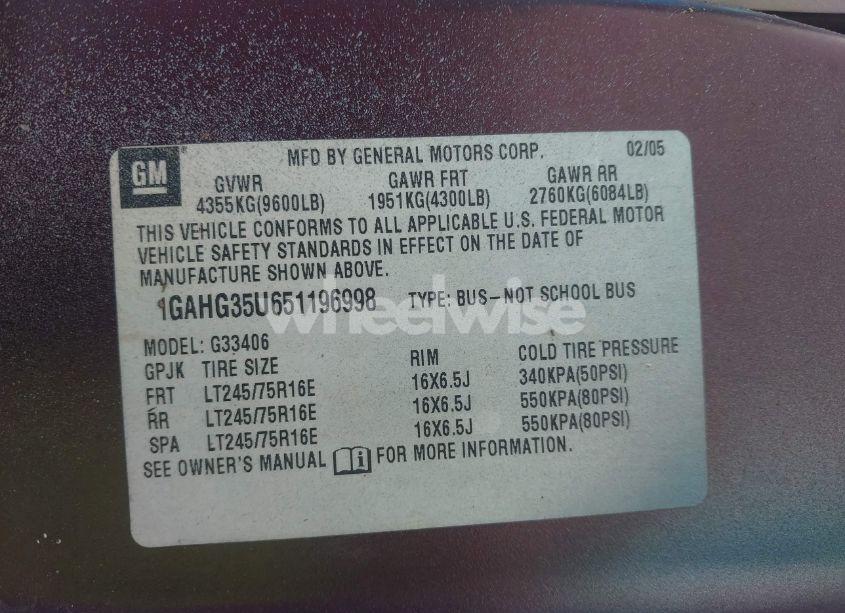 GM
MFD BY GENERAL MOTORS CORP. 02/05
GVWR GAWR FRT GAWR RR
4355KG(9600LB) 1951KG(4300LB) 2760KG(6084LB)
THIS VEHICLE CONFORMS TO ALL APPLICABLE U.S. FEDERAL MOTOR
VEHICLE SAFETY STANDARDS IN EFFECT ON THE DATE OF
MANUFACTURE SHOWN ABOVE.
1GAHG35U651196998 TYPE: BUS-NOT SCHOOL BUS
wheelwise
MODEL: G33406
GPJK TIRE SIZE RIM COLD TIRE PRESSURE
FRT LT245/75R16E 16X6.5J 340KPA(50PSI)
RR LT245/75R16E 16X6.5J 550KPA(80PSI)
SPA LT245/75R16E 16X6.5J 550KPA(80PSI)
SEE OWNER'S MANUAL i FOR MORE INFORMATION.